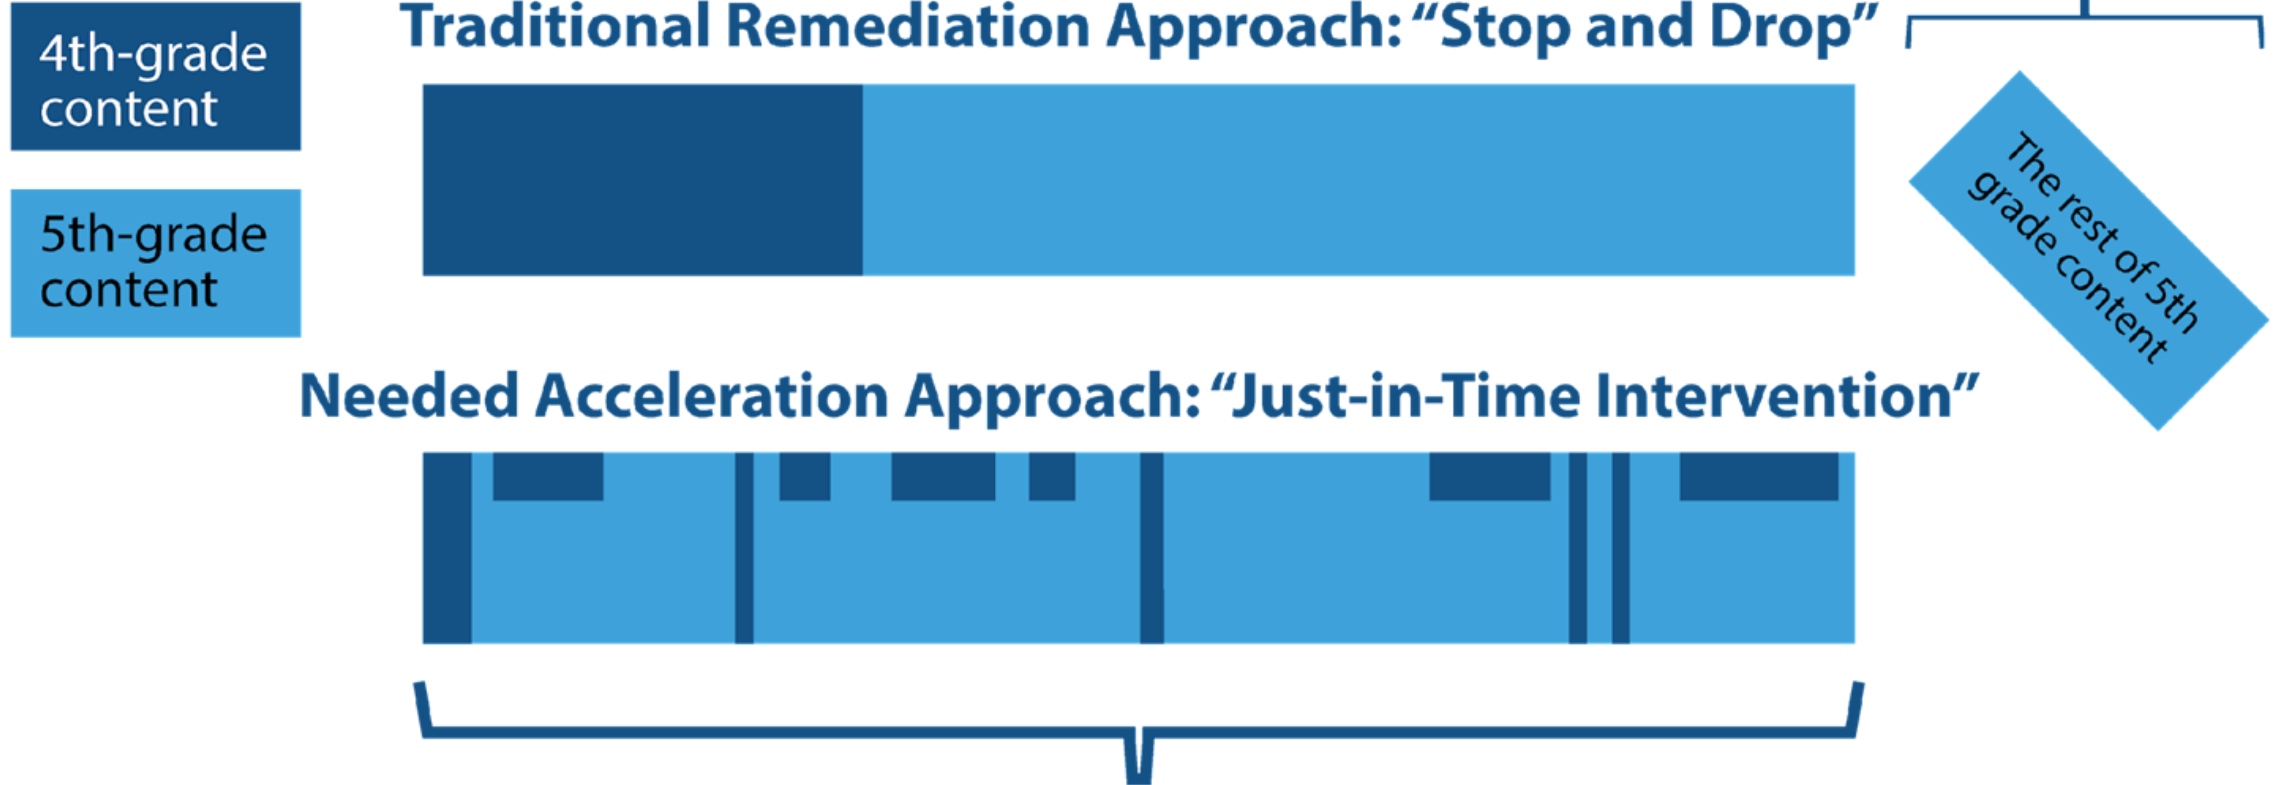 4th-grade
content
5th-grade
content
Traditional Remediation Approach: “Stop and Drop”
The rest of 5th
grade content
Needed Acceleration Approach: “Just-in-Time Intervention”